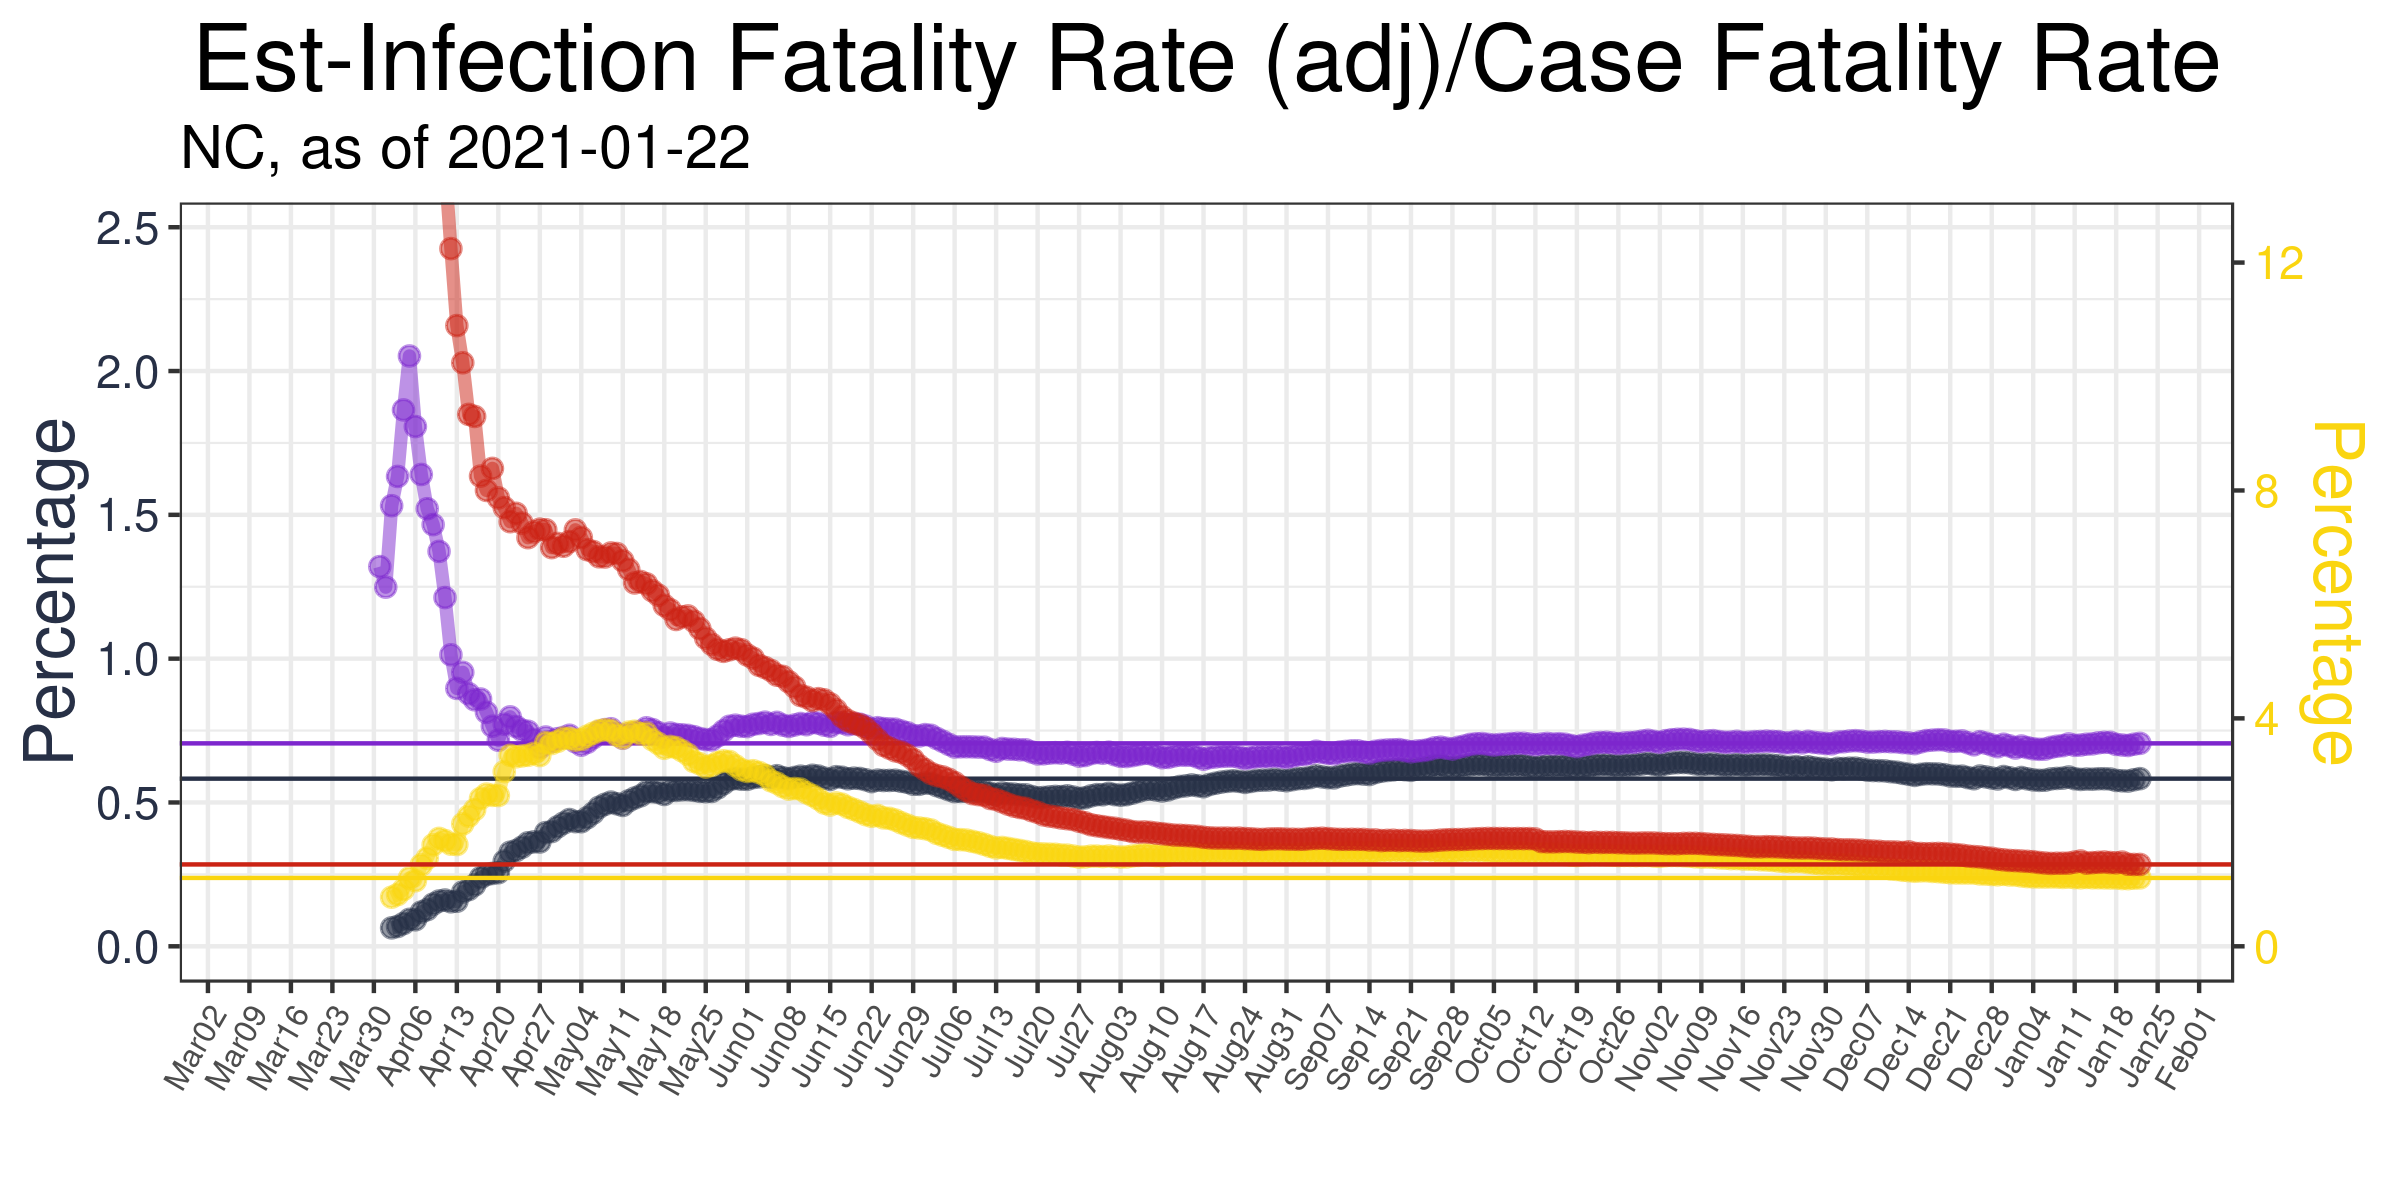 Est-Infection Fatality Rate (adj)/Case Fatality Rate
NC, as of 2021-01-22
Percentage
2.5
2.0
1.5
1.0
0.5
0.0
12
8
4
0
Percentage
Mar02
Mar09
Mar16
Mar23
Mar30
Apr06
Apr13
Apr20
Apr27
May04
May11
May18
May25
Jun01
Jun08
Jun15
Jun22
Jun29
Jul06
Jul13
Jul20
Jul27
Aug03
Aug10
Aug17
Aug24
Aug31
Sep07
Sep14
Sep21
Sep28
Oct05
Oct12
Oct19
Oct26
Nov02
Nov09
Nov16
Nov23
Nov30
Dec07
Dec14
Dec21
Dec28
Jan04
Jan11
Jan18
Jan25
Feb01